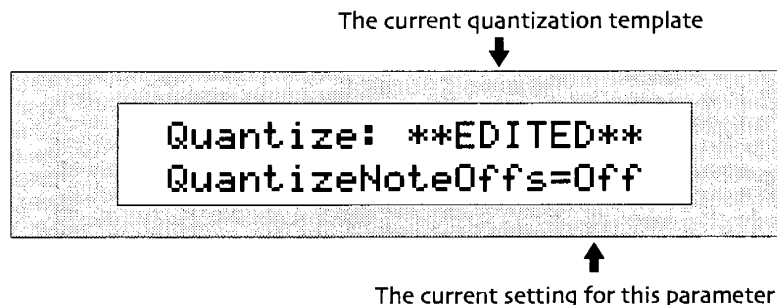 The current quantization template
Quantize: **EDITED**
QuantizeNoteOffs=Off
The current setting for this parameter